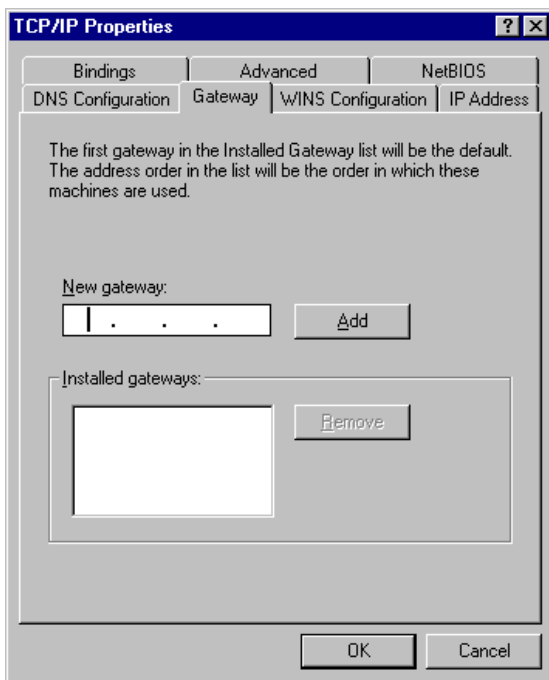 TCP/IP Properties
Bindings Advanced NetBIOS
DNS Configuration Gateway WINS Configuration IP Address
The first gateway in the Installed Gateway list will be the default.
The address order in the list will be the order in which these
machines are used.
New gateway:
. . .
Add
Installed gateways:
Remove
OK Cancel